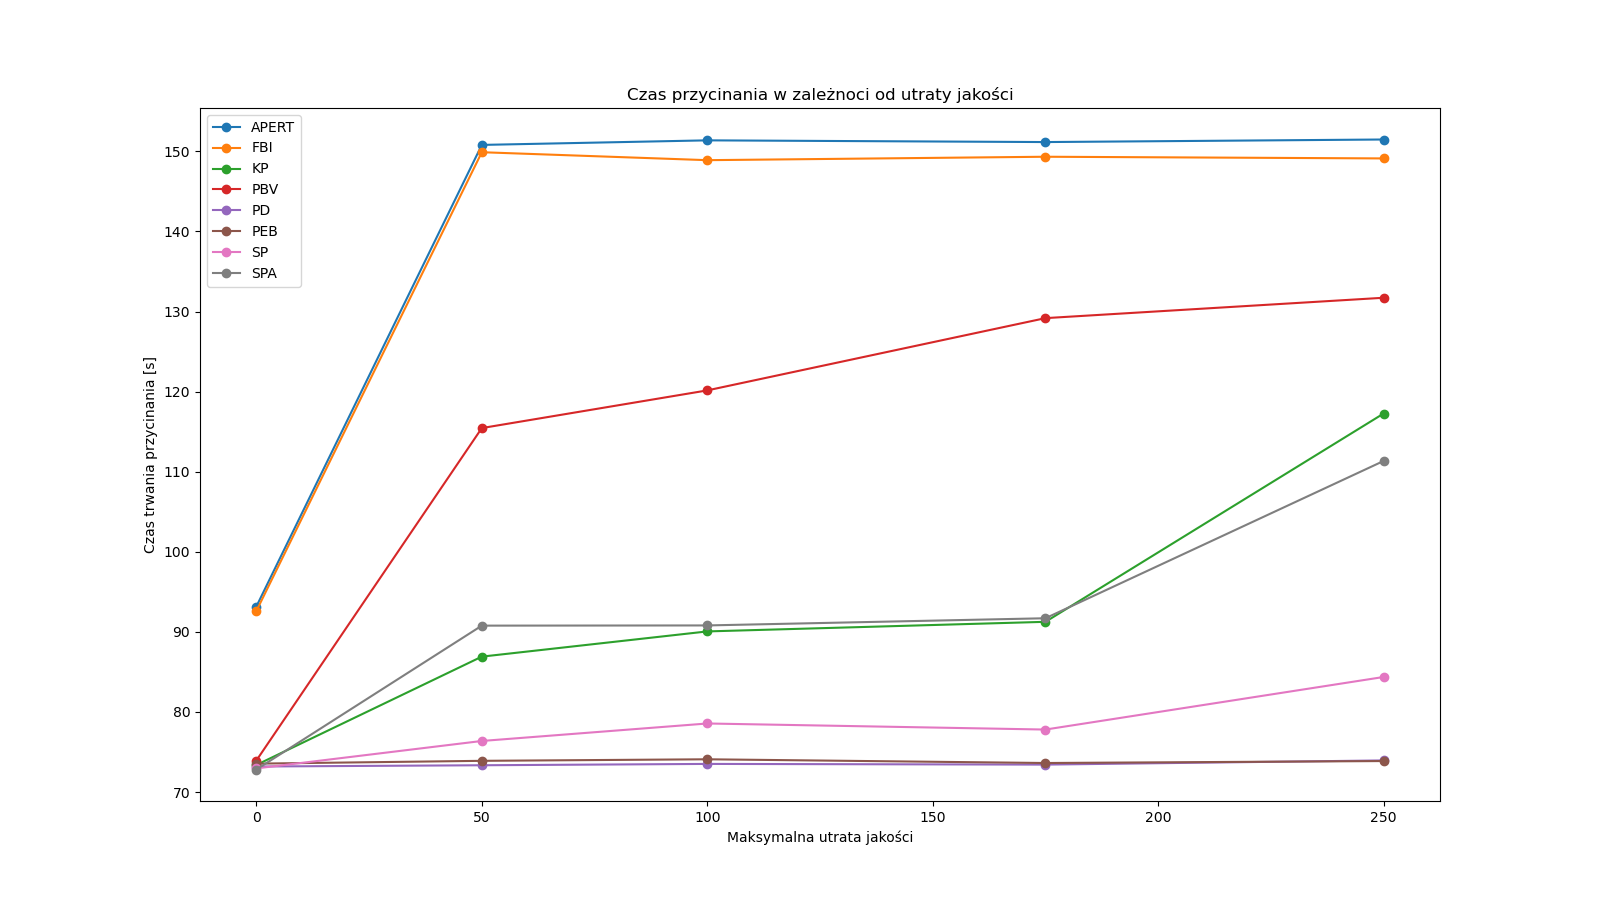 Czas przycinania w zależnoci od utraty jakości
APERT
FBI
KP
PBV
PD
PEB
SP
SPA
Czas trwania przycinania [s]
150
140
130
120
110
100
90
80
70
0 50 100 150 200 250
Maksymalna utrata jakości